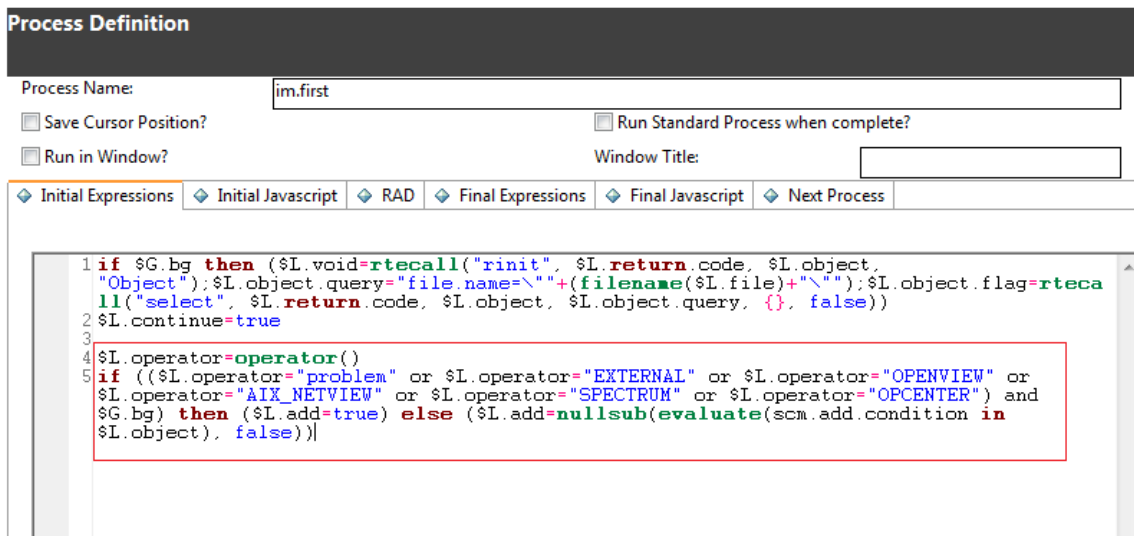 Process Definition
Process Name: im.first
Save Cursor Position? Run Standard Process when complete?
Run in Window? Window Title:
Initial Expressions Initial Javascript RAD Final Expressions Final Javascript Next Process
1 if $G.bg then ($L.void=rtecall("rinit", $L.return.code, $L.object,
"Object");$L.object.query="file.name=\""+(filename($L.file)+"\"");$L.object.flag=rteca
ll("select", $L.return.code, $L.object, $L.object.query, {}, false))
2 $L.continue=true
3
4 $L.operator=operator()
5 if (($L.operator="problem" or $L.operator="EXTERNAL" or $L.operator="OPENVIEW" or
$L.operator="AIX_NETVIEW" or $L.operator="SPECTRUM" or $L.operator="OPCENTER") and
$G.bg) then ($L.add=true) else ($L.add=nullsub(evaluate(scm.add.condition in
$L.object), false))